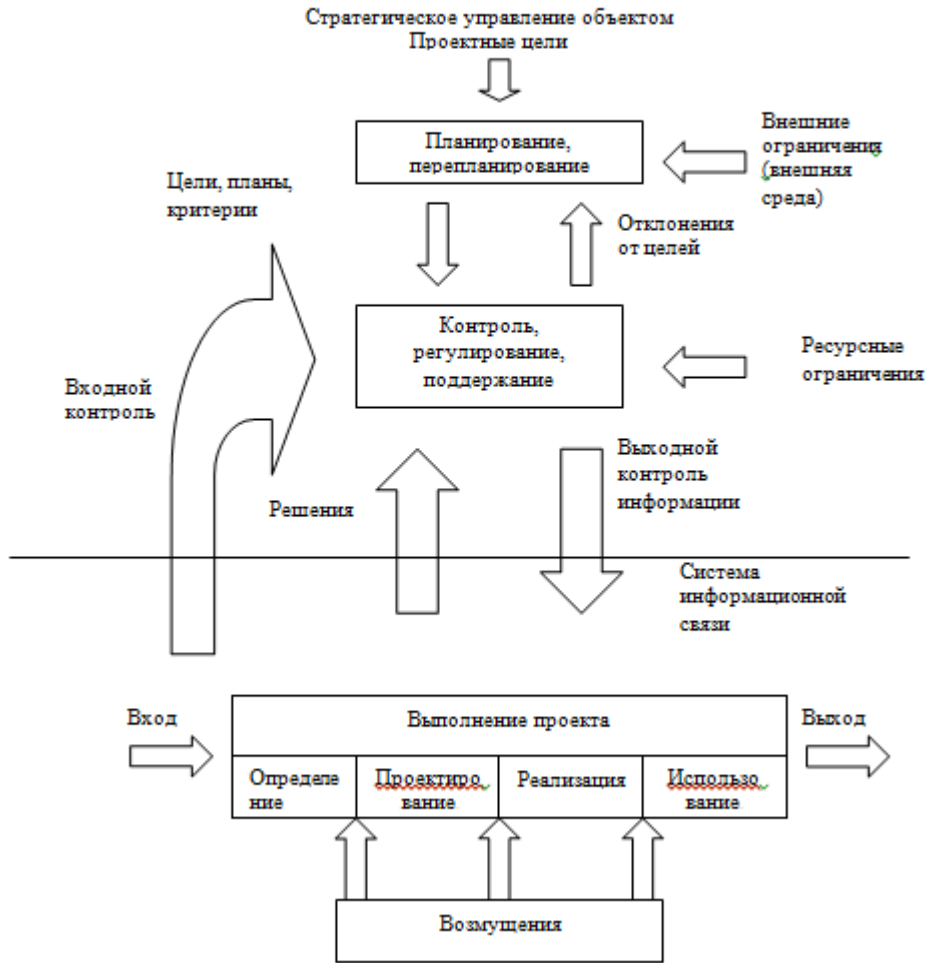 Стратегическое управление объектом
Проектные цели
Планирование,
перепланирование
Внешние
ограничения
(внешняя
среда)
Цели, планы,
критерии
Отклонения
от целей
Контроль,
регулирование,
поддержание
Ресурсные
ограничения
Входной
контроль
Выходной
контроль
информации
Решения
Система
информационной
связи
Вход
Выполнение проекта
Выход
Определе
ние
Проектиро
вание
Реализация
Использо
вание
Возмущения